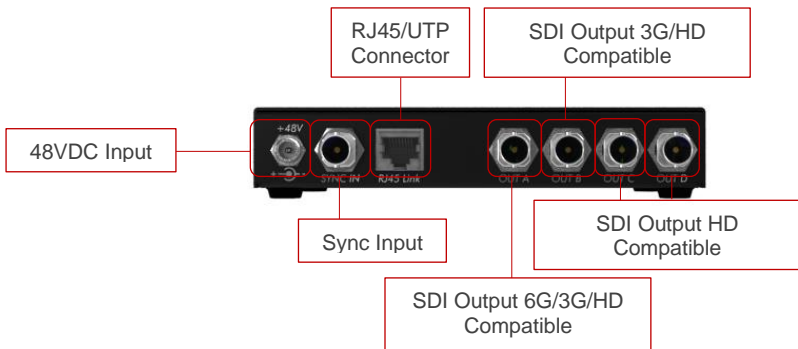 RJ45/UTP
Connector
SDI Output 3G/HD
Compatible
48VDC Input
+48V
SYNC IN
RJ45 Link
OUT A
OUT B
OUT C
OUT D
Sync Input
SDI Output HD
Compatible
SDI Output 6G/3G/HD
Compatible